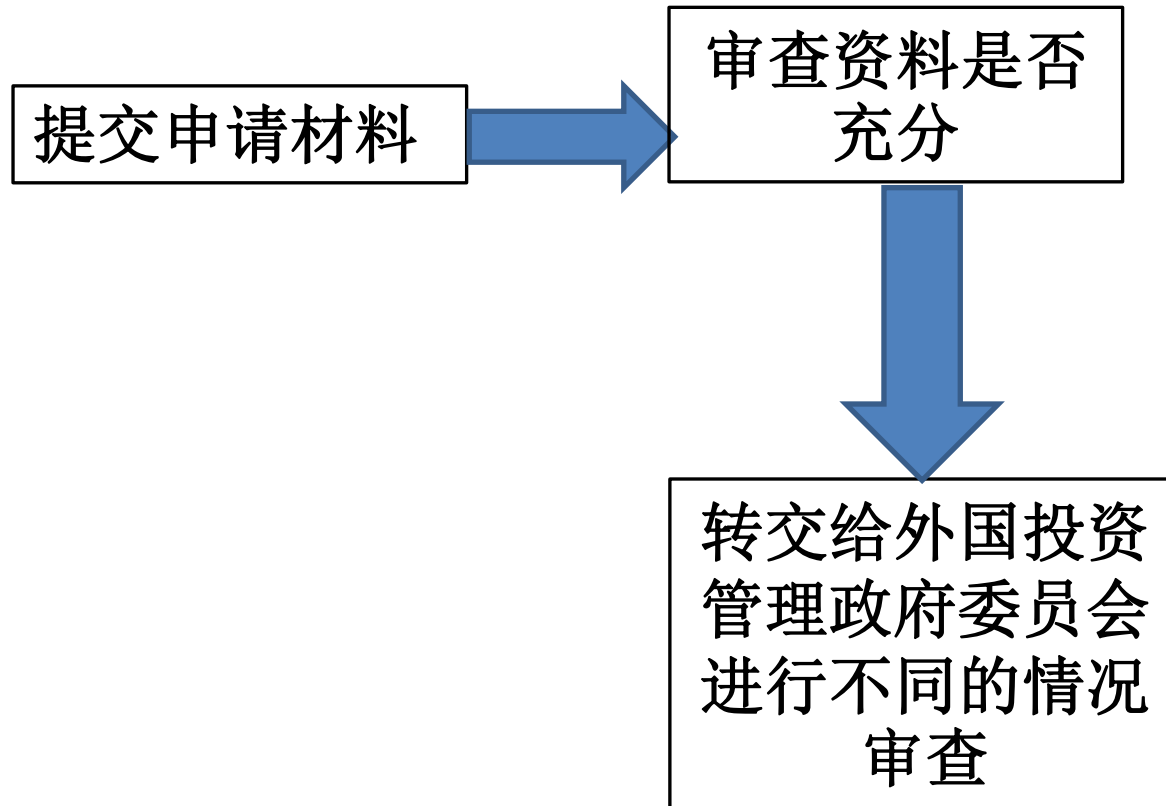 提交申请材料
审查资料是否
充分
转交给外国投资
管理政府委员会
进行不同的情况
审查